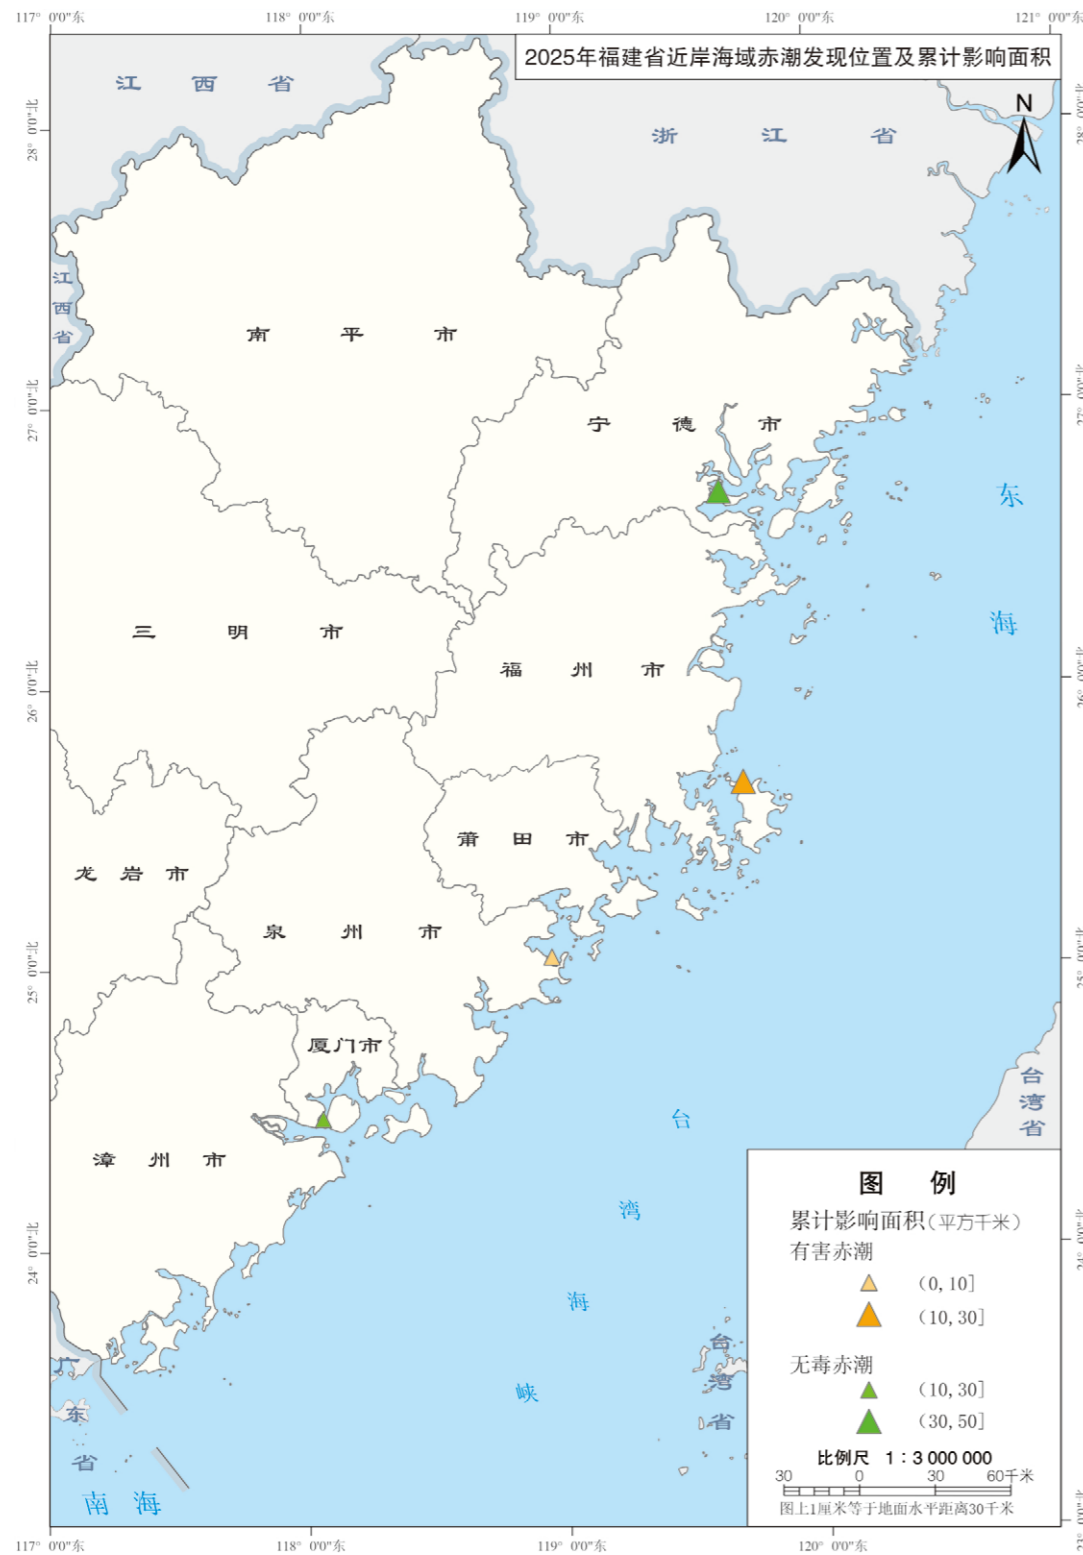 117° 0'0"东 118° 0'0"东 119° 0'0"东 120° 0'0"东 121° 0'0"东
2025年福建省近岸海域赤潮发现位置及累计影响面积
江西省
浙江省
N
28° 0'0"北
江西省
南平市
宁德市
27° 0'0"北
东海
三明市
福州市
26° 0'0"北
莆田市
龙岩市
泉州市
25° 0'0"北
厦门市
台湾省
漳州市
台湾海峡
24° 0'0"北
台湾省
广东省
南海
图例
累计影响面积(平方千米)
有害赤潮
(0, 10]
(10, 30]
无毒赤潮
(10, 30]
(30, 50]
比例尺 1：3 000 000
30 0 30 60千米
图上1厘米等于地面水平距离30千米
117° 0'0"东 118° 0'0"东 119° 0'0"东 120° 0'0"东